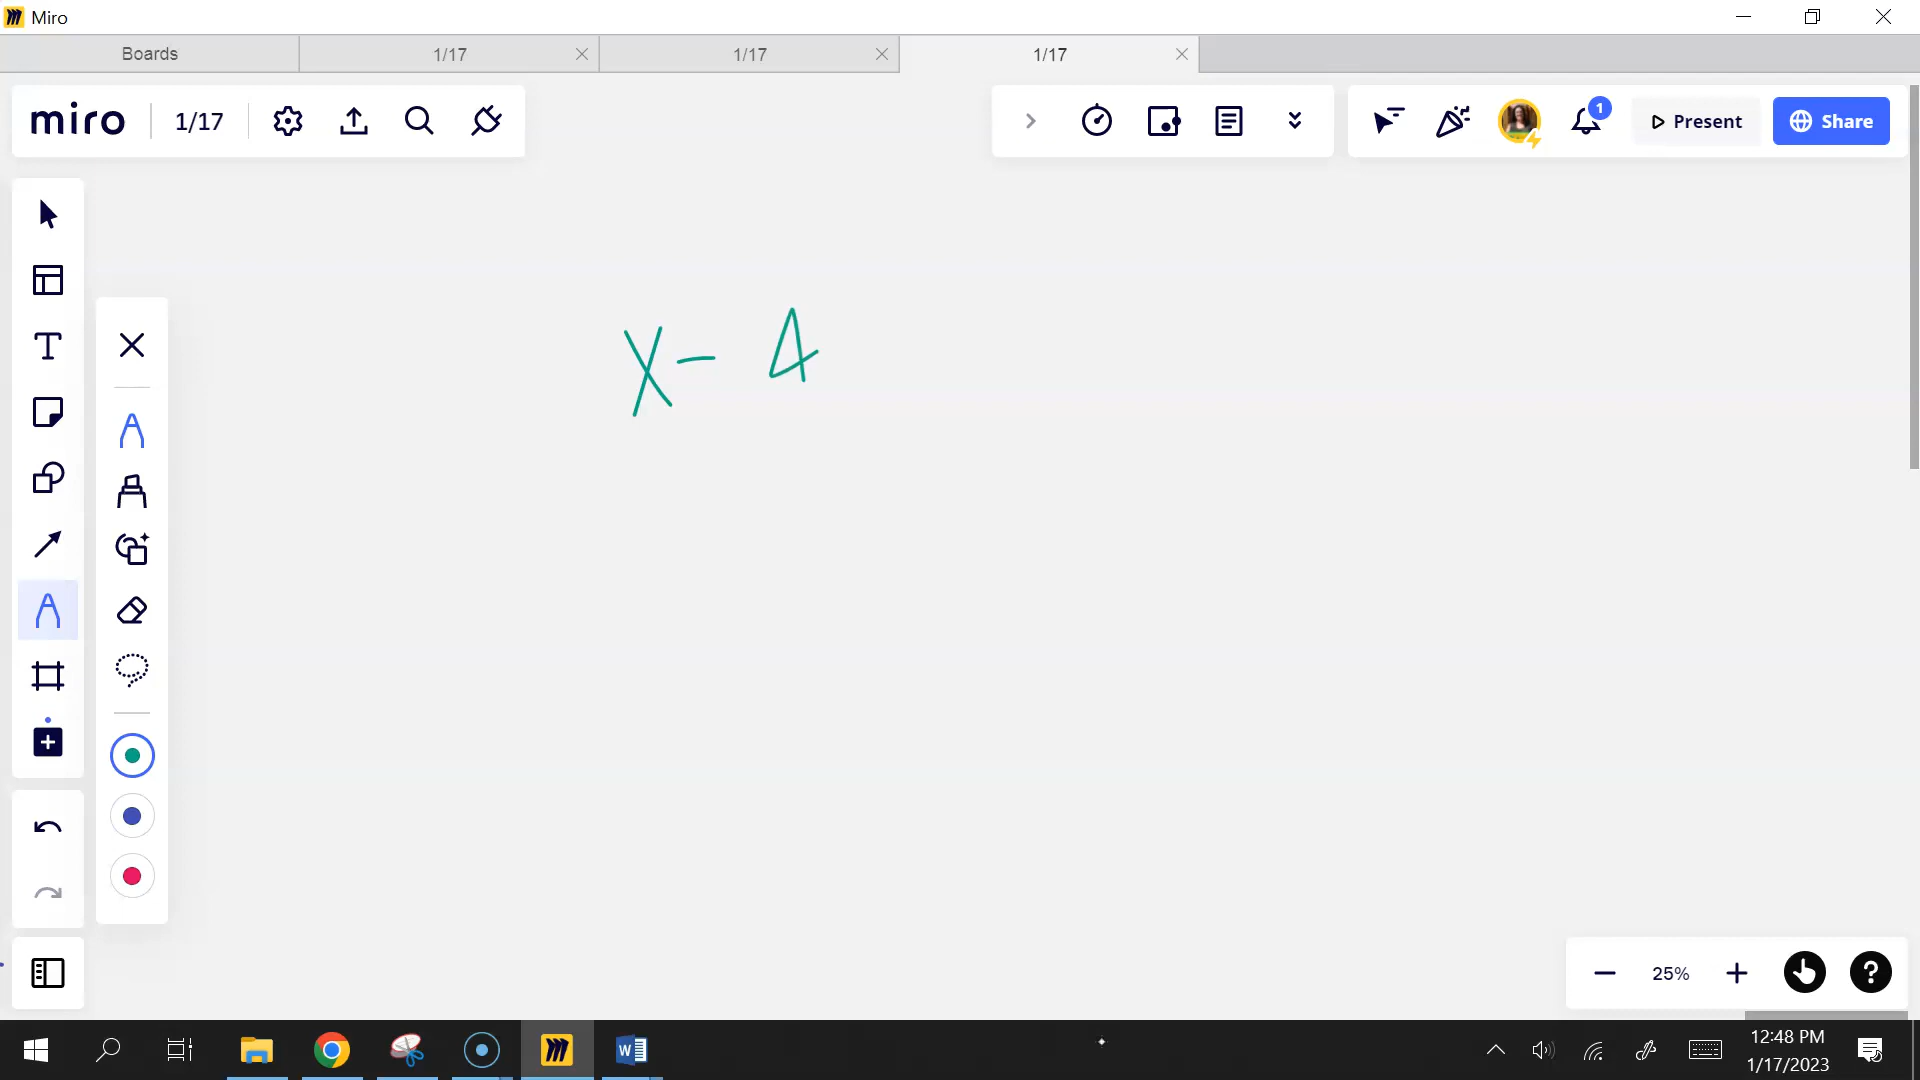 Miro
Boards 1/17 1/17 1/17
miro 1/17 1 Present Share
X- 4
25%
12:48 PM
1/17/2023